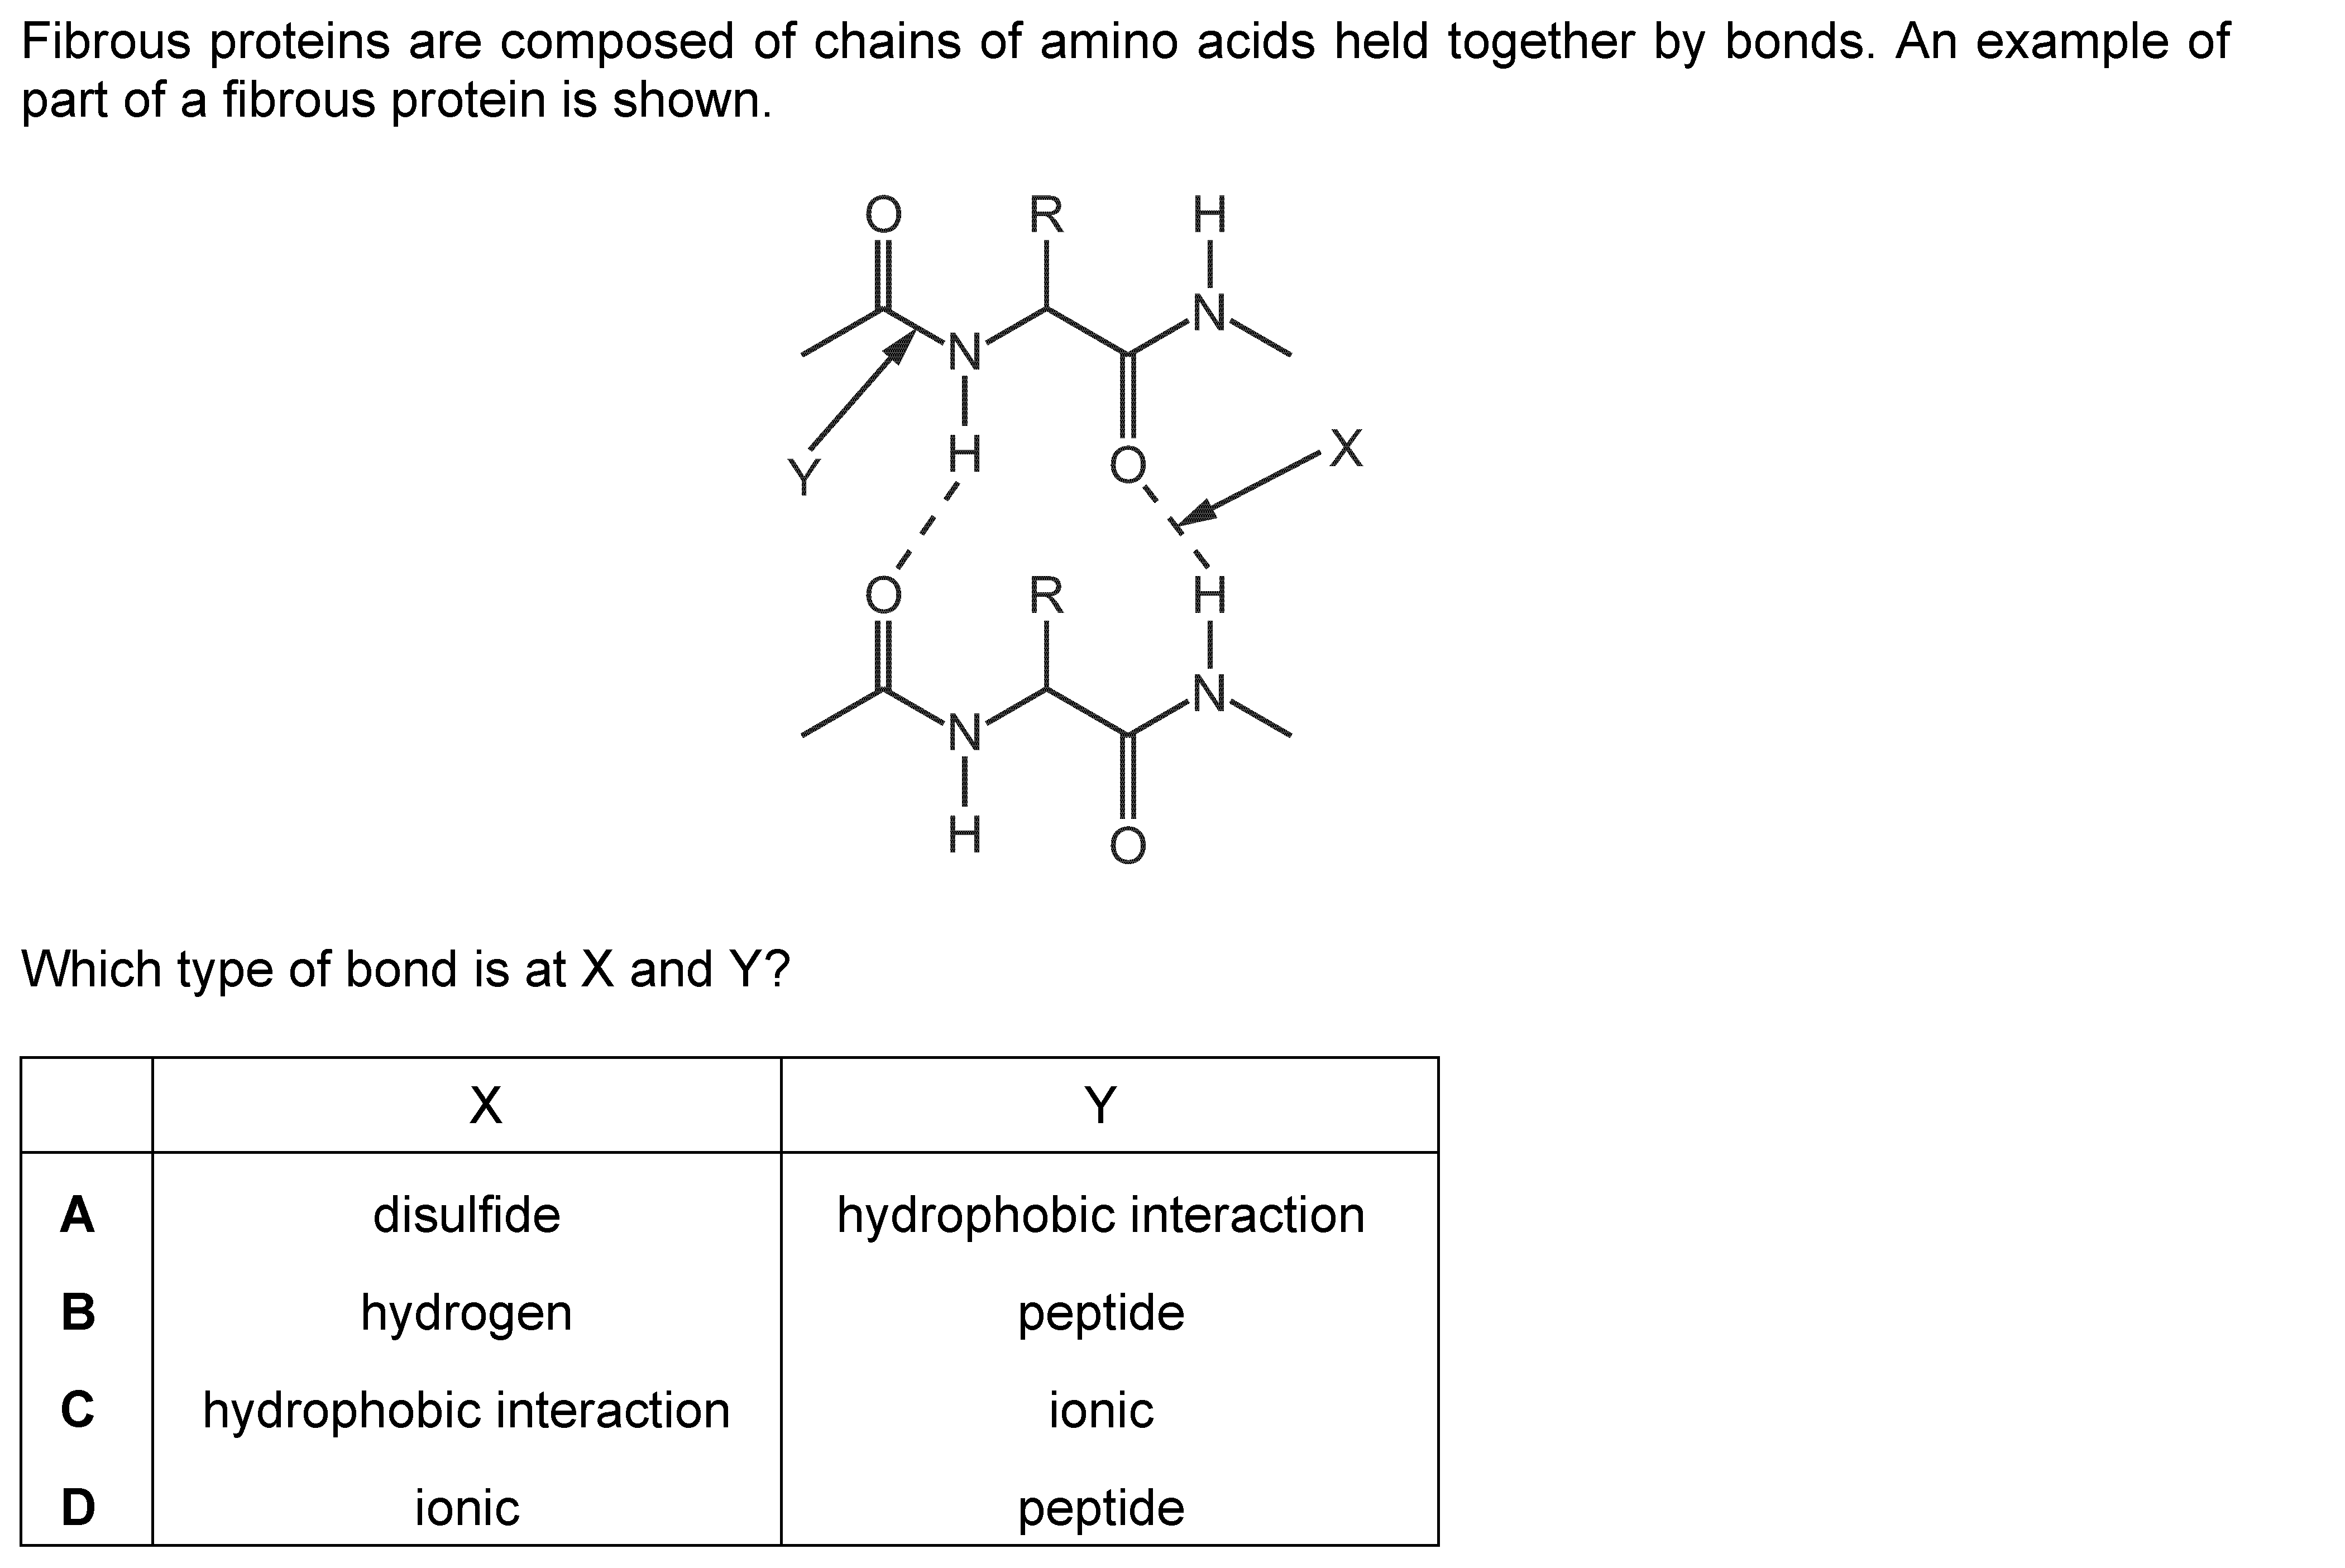 Fibrous proteins are composed of chains of amino acids held together by bonds. An example of
part of a fibrous protein is shown.
O R H
N
N
H
X
O
Y
O R H
N
N
H
O
Which type of bond is at X and Y?
X Y
A disulfide hydrophobic interaction
B hydrogen peptide
C hydrophobic interaction ionic
D ionic peptide